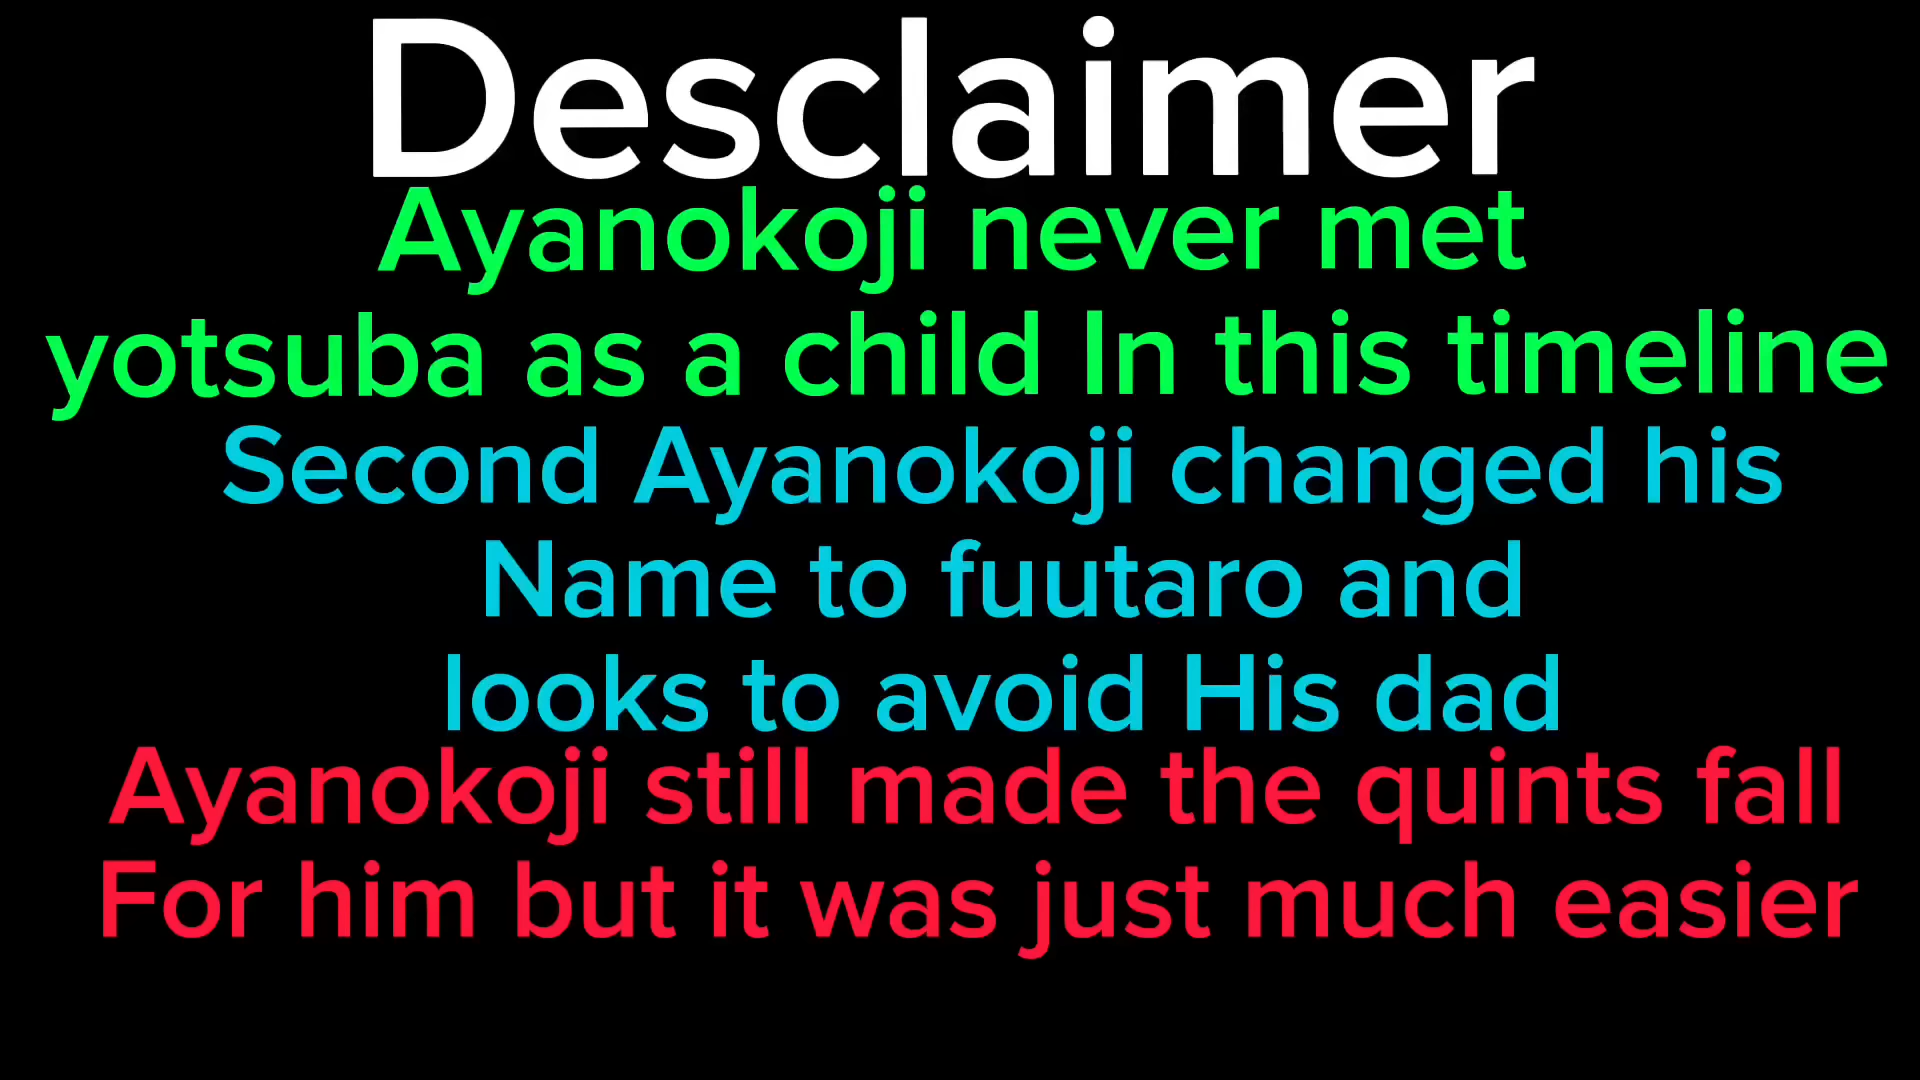 Desclaimer
Ayanokoji never met
yotsuba as a child In this timeline
Second Ayanokoji changed his
Name to fuutaro and
looks to avoid His dad
Ayanokoji still made the quints fall
For him but it was just much easier